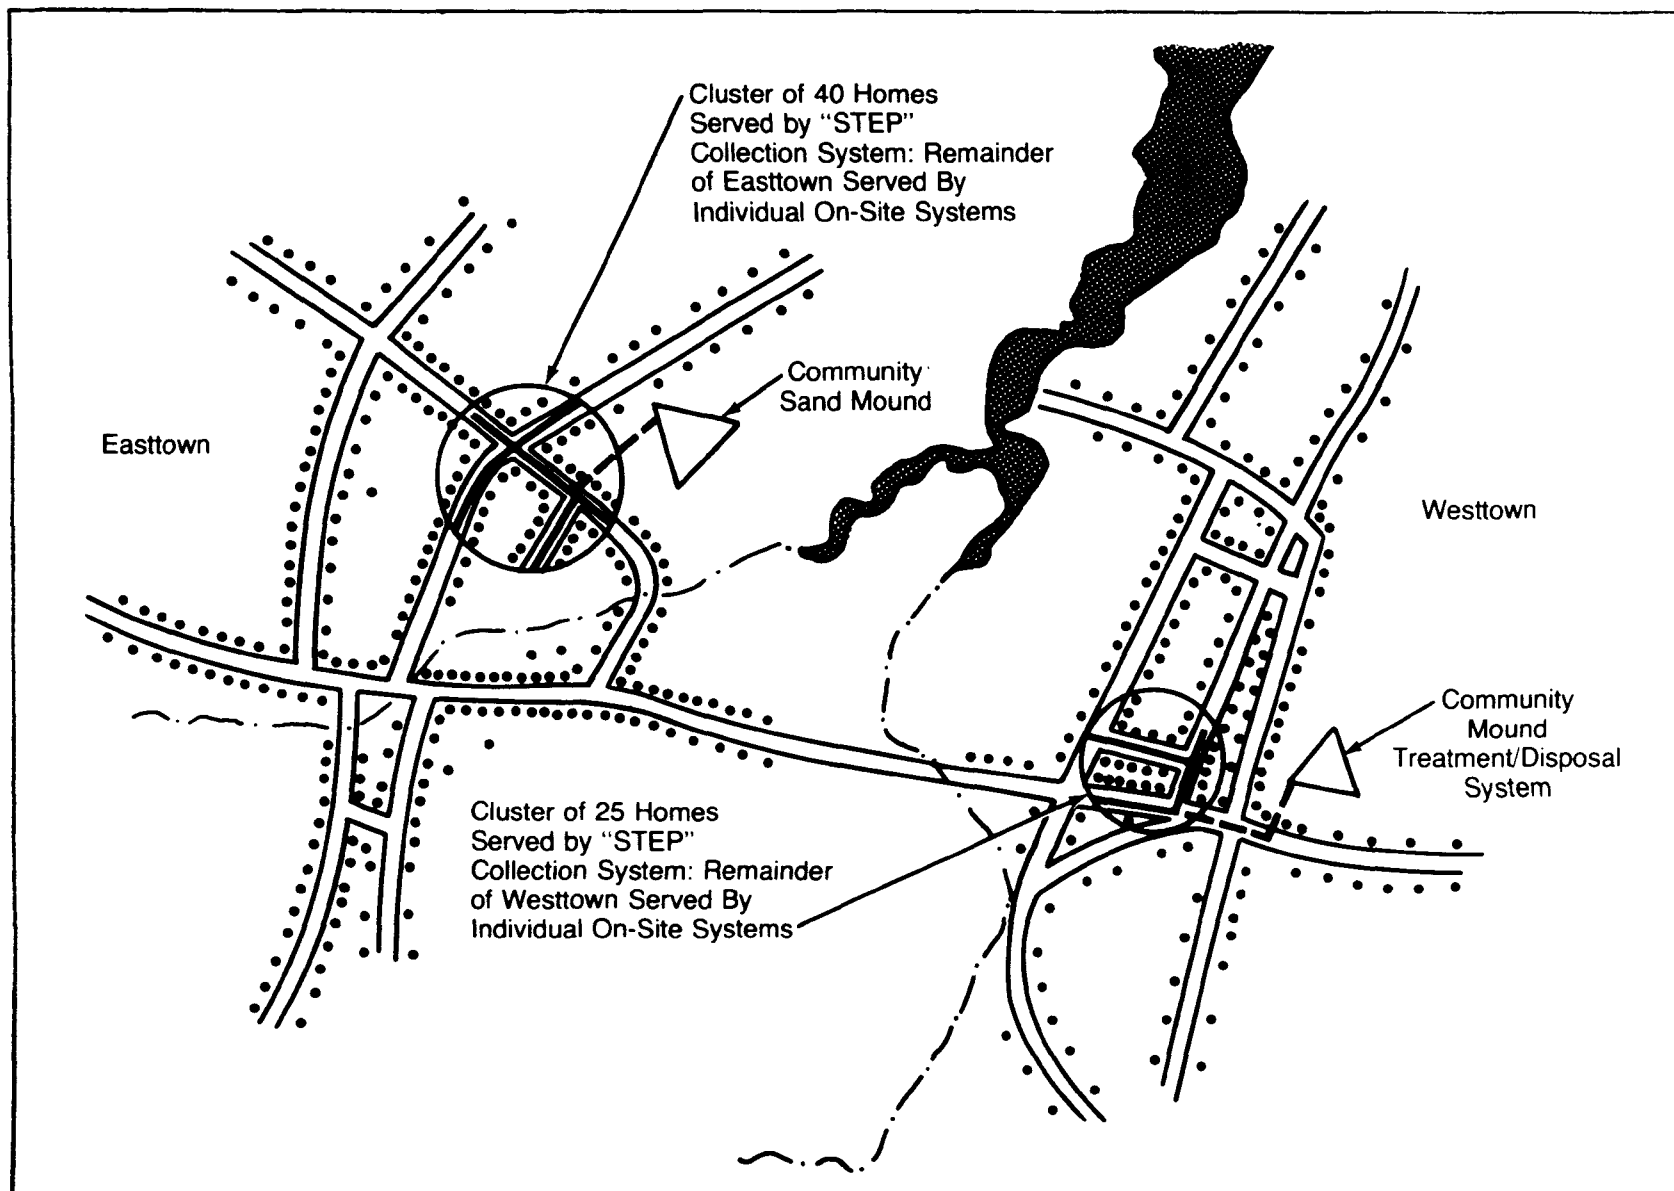 Cluster of 40 Homes
Served by “STEP”
Collection System: Remainder
of Easttown Served By
Individual On-Site Systems
Community
Sand Mound
Easttown
Westtown
Community
Mound
Treatment/Disposal
System
Cluster of 25 Homes
Served by “STEP”
Collection System: Remainder
of Westtown Served By
Individual On-Site Systems